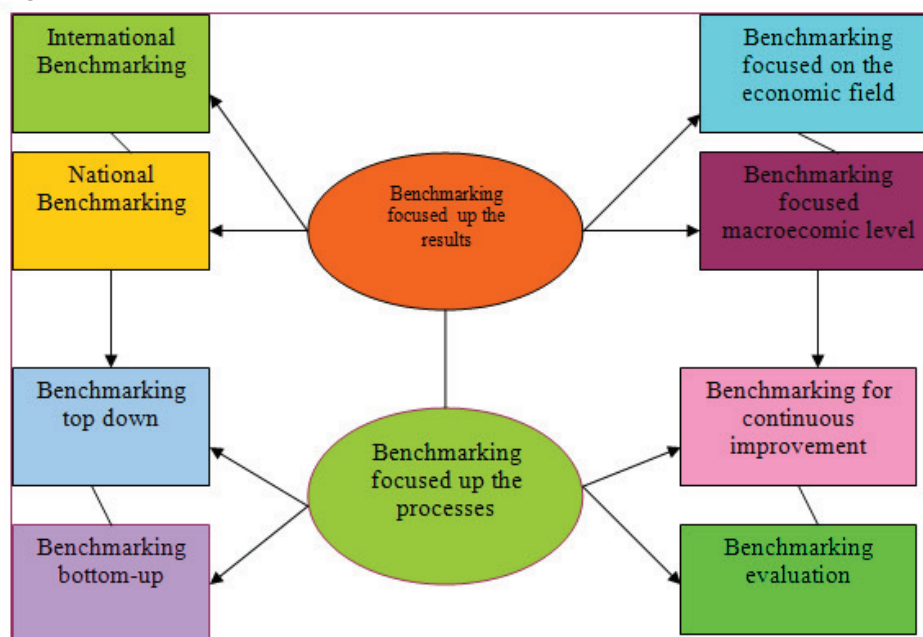 International
Benchmarking
Benchmarking
focused on the
economic field
National
Benchmarking
Benchmarking
focused up the
results
Benchmarking
focused
macroecomic level
Benchmarking
top down
Benchmarking
focused up the
processes
Benchmarking for
continuous
improvement
Benchmarking
bottom-up
Benchmarking
evaluation